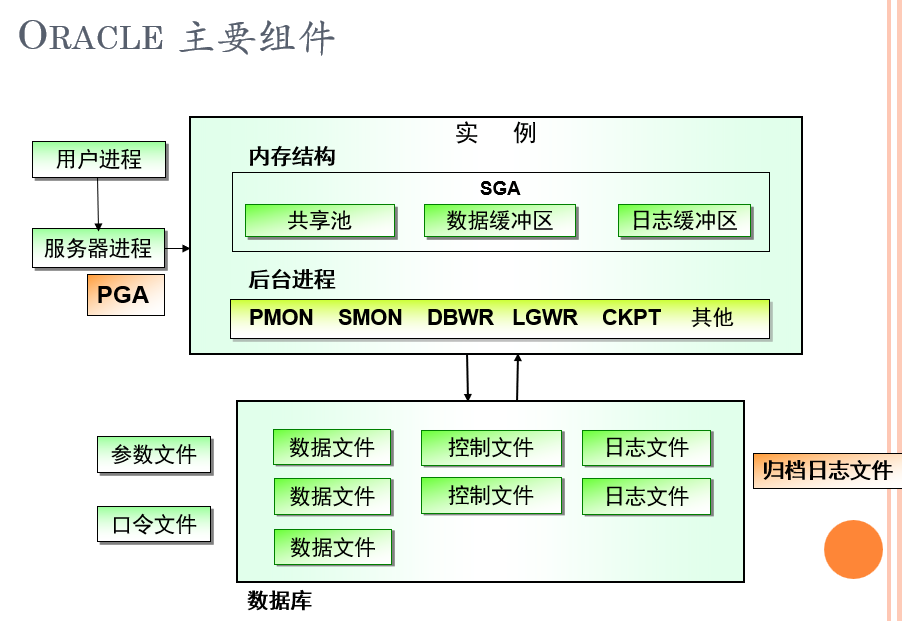 ORACLE 主要组件
实 例
用户进程
内存结构
SGA
共享池 数据缓冲区 日志缓冲区
服务器进程
PGA
后台进程
PMON SMON DBWR LGWR CKPT 其他
参数文件
口令文件
数据文件 控制文件 日志文件
数据文件 控制文件 日志文件
数据文件
归档日志文件
数据库